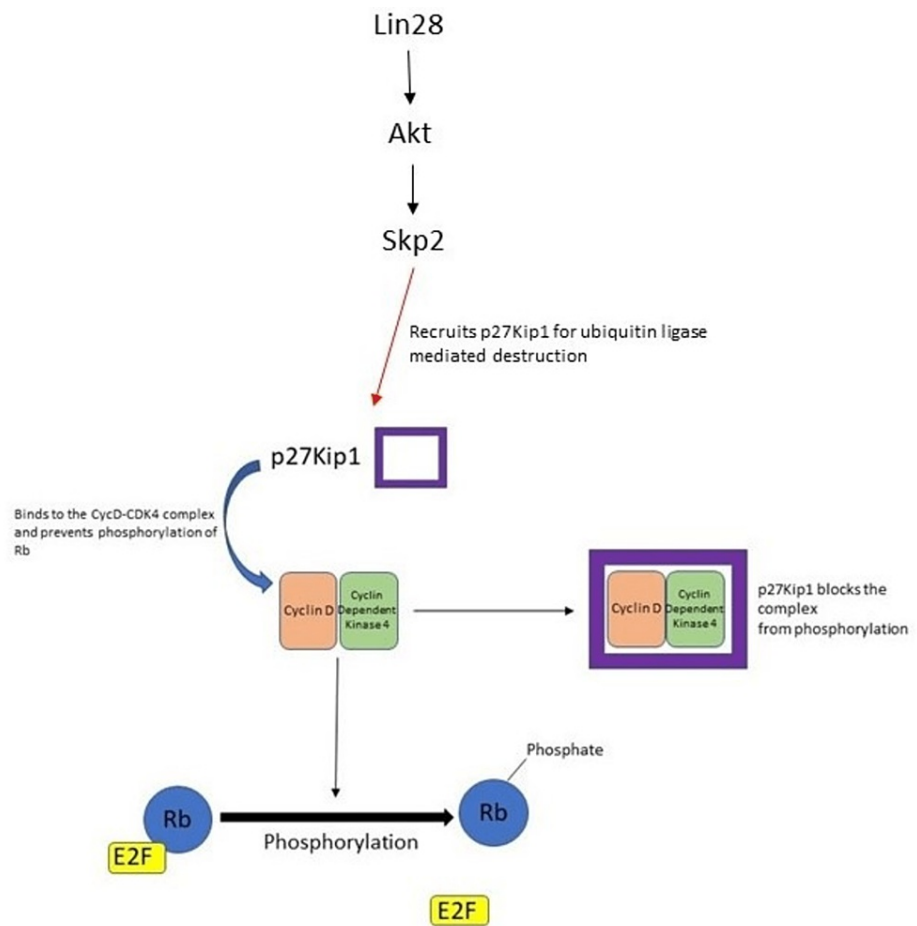 Lin28
Akt
Skp2
Recruits p27Kip1 for ubiquitin ligase
mediated destruction
p27Kip1
Binds to the CycD-CDK4 complex
and prevents phosphorylation of
Rb
Cyclin D
Cyclin
Dependent
Kinase 4
Cyclin D
Cyclin
Dependent
Kinase 4
p27Kip1 blocks the
complex
from phosphorylation
Phosphate
Rb
Rb
Phosphorylation
E2F
E2F